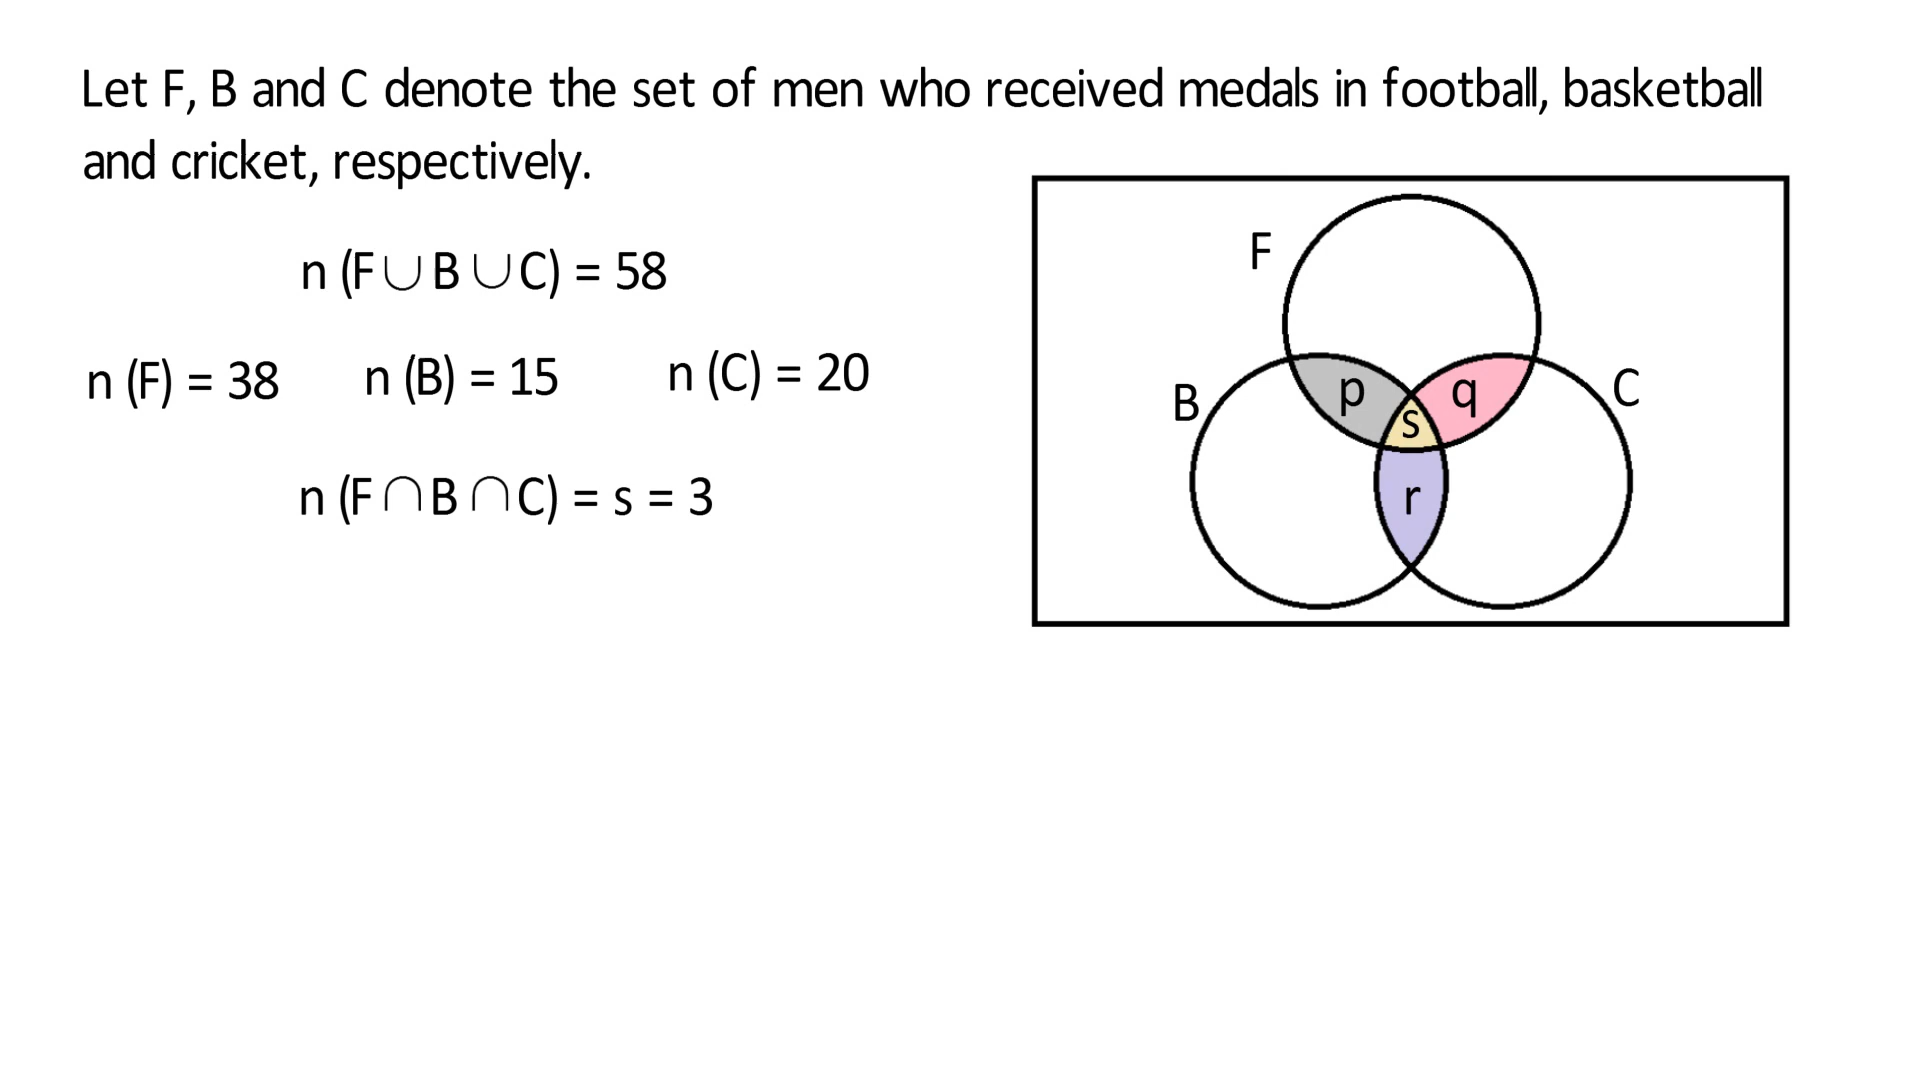 Let F, B and C denote the set of men who received medals in football, basketball
and cricket, respectively.
n (F ∪ B ∪ C) = 58
n (F) = 38 n (B) = 15 n (C) = 20
n (F ∩ B ∩ C) = s = 3
F
B p q C
s
r